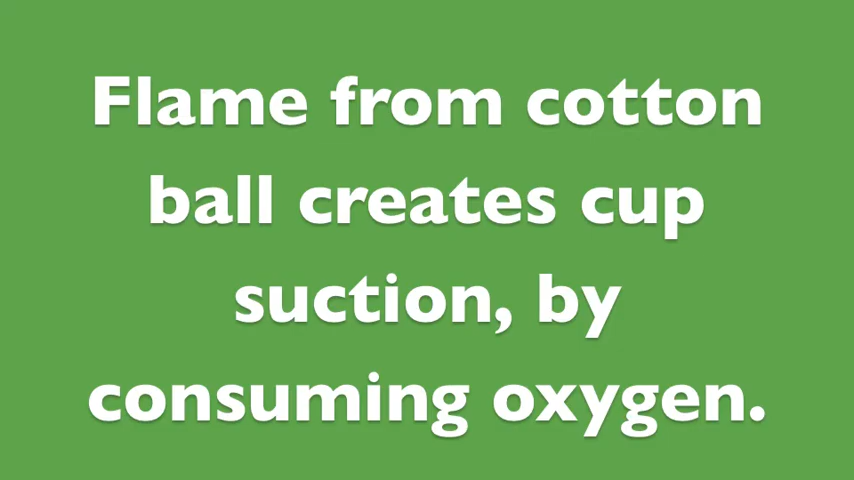 Flame from cotton
ball creates cup
suction, by
consuming oxygen.